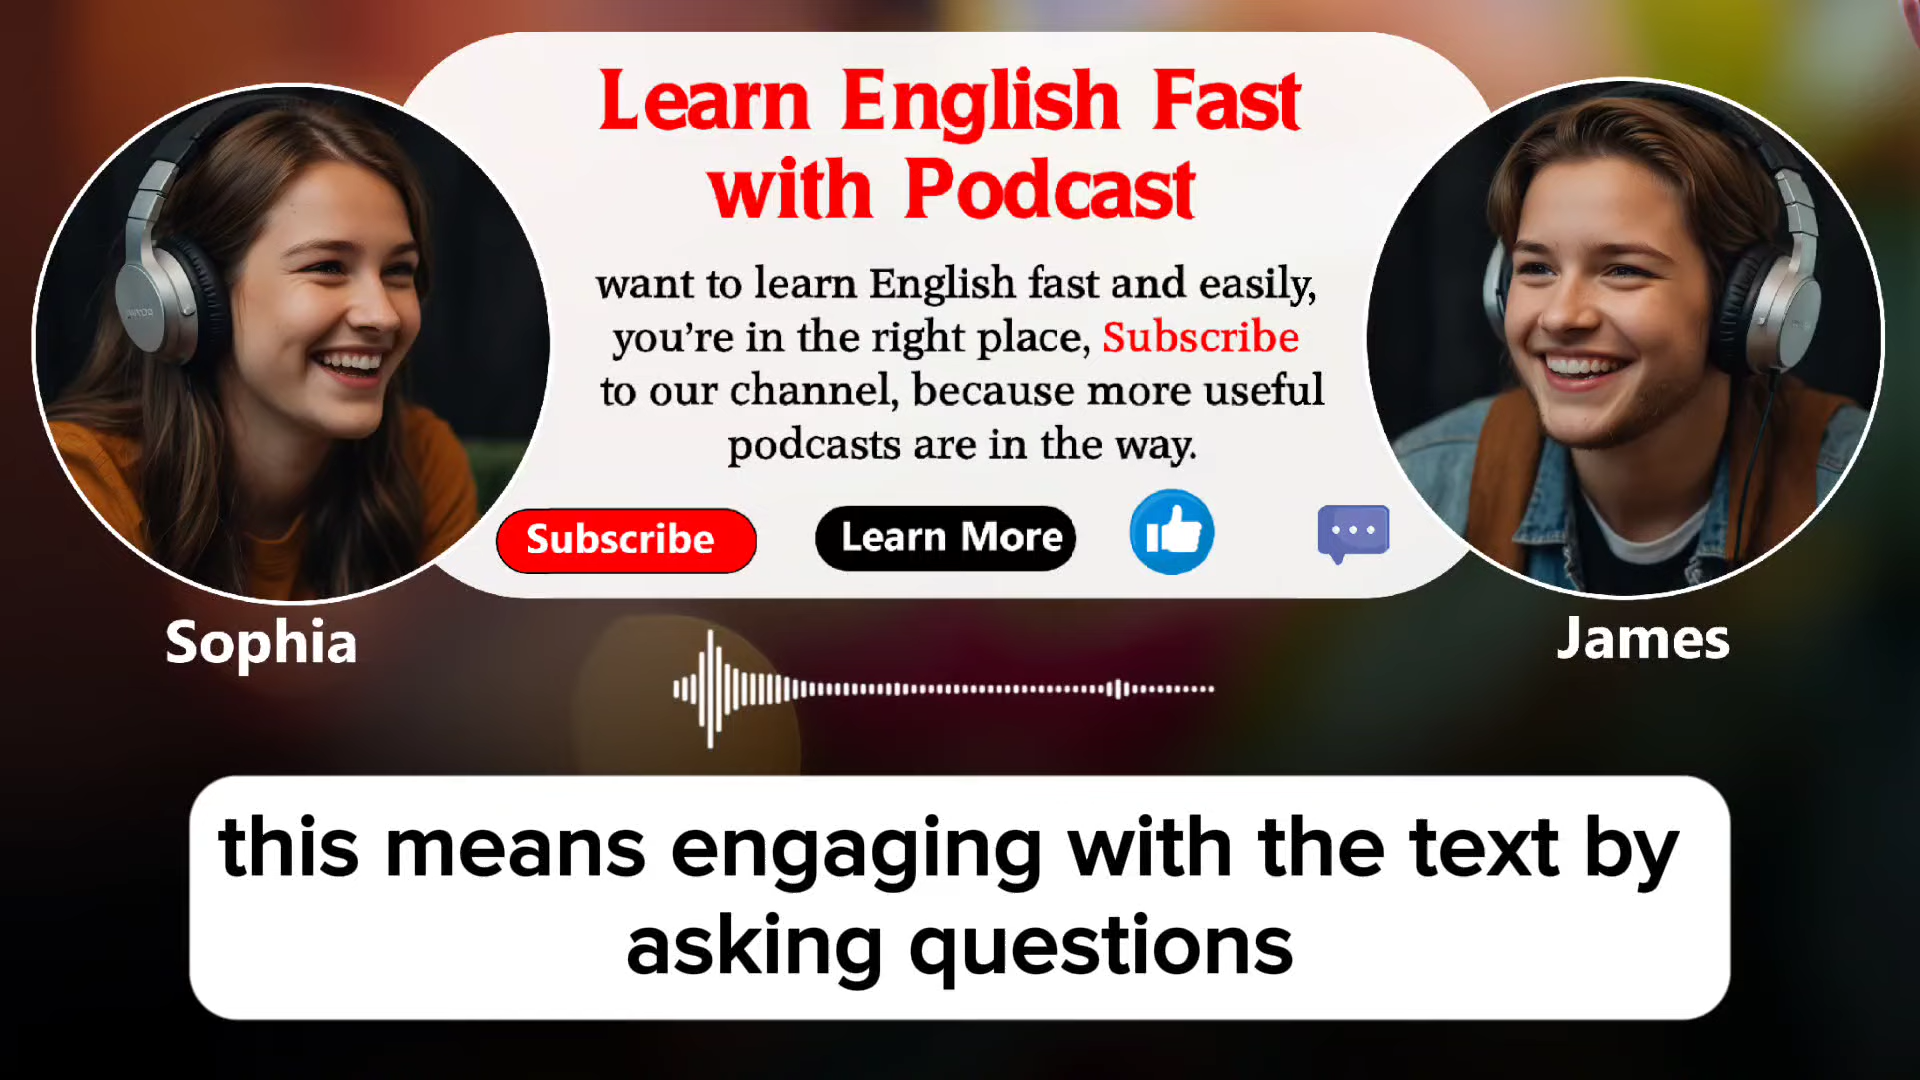 Learn English Fast
with Podcast
want to learn English fast and easily,
you're in the right place, Subscribe
to our channel, because more useful
podcasts are in the way.
Subscribe
Learn More
Sophia
James
this means engaging with the text by
asking questions